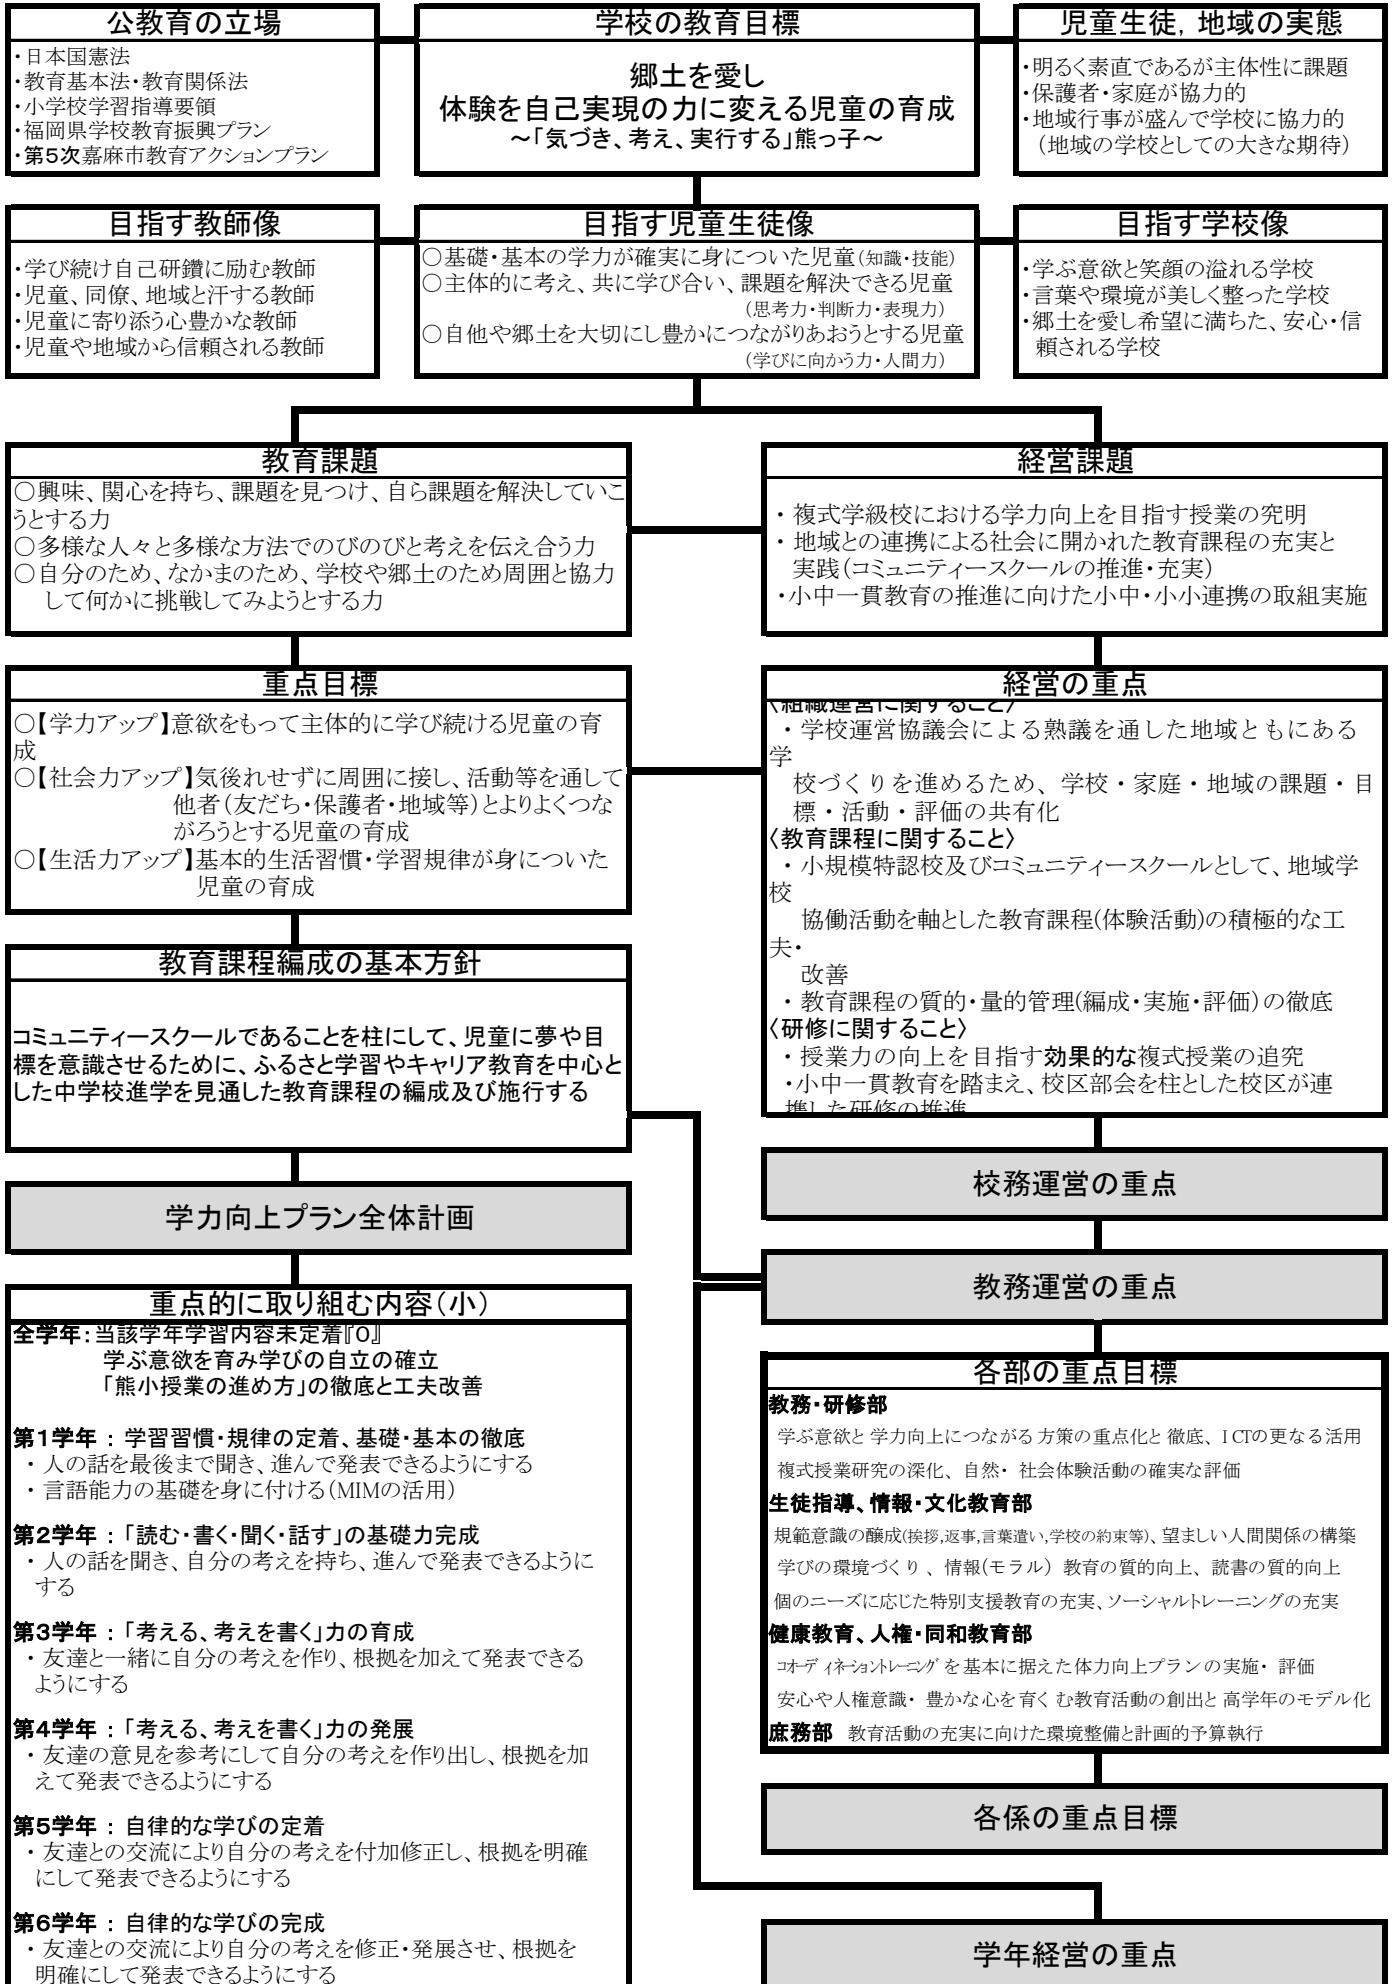 公教育の立場
・日本国憲法
・教育基本法・教育関係法
・小学校学習指導要領
・福岡県学校教育振興プラン
・第5次嘉麻市教育アクションプラン
学校の教育目標
郷土を愛し
体験を自己実現の力に変える児童の育成
～「気づき、考え、実行する」熊っ子～
児童生徒，地域の実態
・明るく素直であるが主体性に課題
・保護者・家庭が協力的
・地域行事が盛んで学校に協力的
（地域の学校としての大きな期待）
目指す教師像
・学び続け自己研鑽に励む教師
・児童、同僚、地域と汗する教師
・児童に寄り添う心豊かな教師
・児童や地域から信頼される教師
目指す児童生徒像
○基礎・基本の学力が確実に身についた児童（知識・技能）
○主体的に考え、共に学び合い、課題を解決できる児童
（思考力・判断力・表現力）
○自他や郷土を大切にし豊かにつながりあおうとする児童
（学びに向かう力・人間力）
目指す学校像
・学ぶ意欲と笑顔の溢れる学校
・言葉や環境が美しく整った学校
・郷土を愛し希望に満ちた、安心・信
頼される学校
教育課題
○興味、関心を持ち、課題を見つけ、自ら課題を解決していこ
うとする力
○多様な人々と多様な方法でのびのびと考えを伝え合う力
○自分のため、なかまのため、学校や郷土のため周囲と協力
して何かに挑戦してみようとする力
経営課題
・複式学級校における学力向上を目指す授業の究明
・地域との連携による社会に開かれた教育課程の充実と
実践（コミュニティースクールの推進・充実）
・小中一貫教育の推進に向けた小中・小小連携の取組実施
重点目標
○【学力アップ】意欲をもって主体的に学び続ける児童の育
成
○【社会力アップ】気後れせずに周囲に接し、活動等を通して
他者（友だち・保護者・地域等）とよりよくつな
がろうとする児童の育成
○【生活力アップ】基本的生活習慣・学習規律が身についた
児童の育成
経営の重点
〈組織運営に関すること〉
・学校運営協議会による熟議を通した地域ともにある
学
校づくりを進めるため、学校・家庭・地域の課題・目
標・活動・評価の共有化
〈教育課程に関すること〉
・小規模特認校及びコミュニティースクールとして、地域学
校
協働活動を軸とした教育課程(体験活動)の積極的な工
夫・
改善
・教育課程の質的・量的管理(編成・実施・評価)の徹底
〈研修に関すること〉
・授業力の向上を目指す効果的な複式授業の追究
・小中一貫教育を踏まえ、校区部会を柱とした校区が連
携した研修の推進
教育課程編成の基本方針
コミュニティースクールであることを柱にして、児童に夢や目
標を意識させるために、ふるさと学習やキャリア教育を中心と
した中学校進学を見通した教育課程の編成及び施行する
校務運営の重点
学力向上プラン全体計画
教務運営の重点
重点的に取り組む内容（小）
全学年：当該学年学習内容未定着『0』
学ぶ意欲を育み学びの自立の確立
「熊小授業の進め方」の徹底と工夫改善
第1学年 ： 学習習慣・規律の定着、基礎・基本の徹底
・人の話を最後まで聞き、進んで発表できるようにする
・言語能力の基礎を身に付ける（MIMの活用）
第2学年 ：「読む・書く・聞く・話す」の基礎力完成
・人の話を聞き、自分の考えを持ち、進んで発表できるように
する
第3学年 ：「考える、考えを書く」力の育成
・友達と一緒に自分の考えを作り、根拠を加えて発表できる
ようにする
第4学年 ：「考える、考えを書く」力の発展
・友達の意見を参考にして自分の考えを作り出し、根拠を加
えて発表できるようにする
第5学年 ： 自律的な学びの定着
・友達との交流により自分の考えを付加修正し、根拠を明確
にして発表できるようにする
第6学年 ： 自律的な学びの完成
・友達との交流により自分の考えを修正・発展させ、根拠を
明確にして発表できるようにする
各部の重点目標
教務・研修部
学ぶ意欲と学力向上につながる方策の重点化と徹底、ICTの更なる活用
複式授業研究の深化、自然・社会体験活動の確実な評価
生徒指導、情報・文化教育部
規範意識の醸成(挨拶,返事,言葉遣い,学校の約束等)、望ましい人間関係の構築
学びの環境づくり、情報(モラル)教育の質的向上、読書の質的向上
個のニーズに応じた特別支援教育の充実、ソーシャルトレーニングの充実
健康教育、人権・同和教育部
コオーディネーショントレーニングを基本に据えた体力向上プランの実施・評価
安心や人権意識・豊かな心を育くむ教育活動の創出と高学年のモデル化
庶務部 教育活動の充実に向けた環境整備と計画的予算執行
各係の重点目標
学年経営の重点